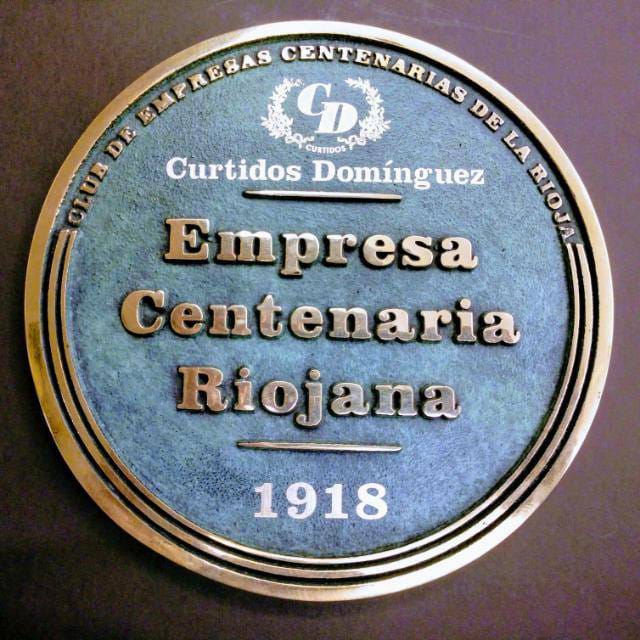 CLUB DE EMPRESAS CENTENARIAS DE LA RIOJA
CD
CURTIDOS
Curtidos Domínguez
Empresa
Centenaria
Riojana
1918